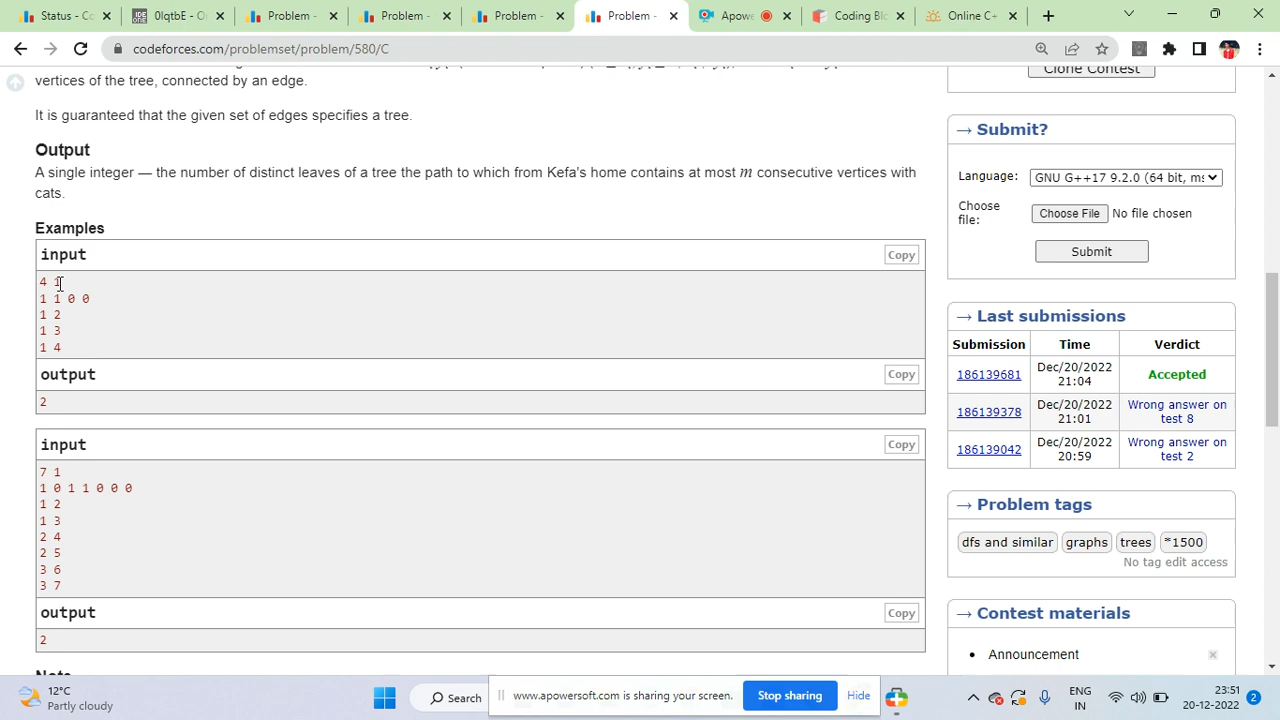 Status - Co
0lqtbE - O
Problem -
Problem -
Problem -
Problem -
Apowe
Coding Blo
Online C+
codeforces.com/problemset/problem/580/C
vertices of the tree, connected by an edge.
It is guaranteed that the given set of edges specifies a tree.
Output
A single integer — the number of distinct leaves of a tree the path to which from Kefa's home contains at most m consecutive vertices with
cats.
Examples
input
Copy
4 1
1 1 0 0
1 2
1 3
1 4
output
Copy
2
input
Copy
7 1
1 0 1 1 0 0 0
1 2
1 3
2 4
2 5
3 6
3 7
output
Copy
2
Note
Clone Contest
→ Submit?
Language:
GNU G++17 9.2.0 (64 bit, ms
Choose
file:
Choose File No file chosen
Submit
→ Last submissions
Submission Time Verdict
186139681 Dec/20/2022 21:04 Accepted
186139378 Dec/20/2022 21:01 Wrong answer on test 8
186139042 Dec/20/2022 20:59 Wrong answer on test 2
→ Problem tags
dfs and similar graphs trees *1500
No tag edit access
→ Contest materials
Announcement
12°C
Partly cloudy
Search
www.apowersoft.com is sharing your screen.
Stop sharing
Hide
ENG
IN
23:51
20-12-2022
2